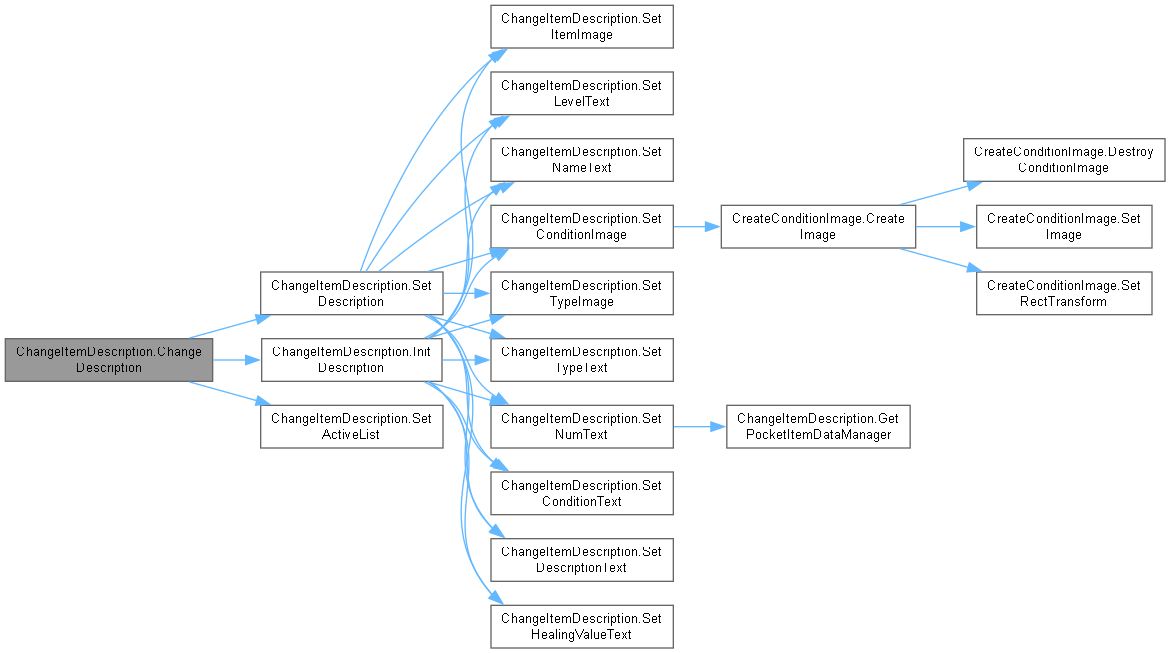 ChangeItemDescription.Change
Description
ChangeItemDescription.Set
Description
ChangeItemDescription.Init
Description
ChangeItemDescription.Set
ActiveList
ChangeItemDescription.Set
ItemImage
ChangeItemDescription.Set
LevelText
ChangeItemDescription.Set
NameText
ChangeItemDescription.Set
ConditionImage
ChangeItemDescription.Set
TypeImage
ChangeItemDescription.Set
TypeText
ChangeItemDescription.Set
NumText
ChangeItemDescription.Set
ConditionText
ChangeItemDescription.Set
DescriptionText
ChangeItemDescription.Set
HealingValueText
CreateConditionImage.Create
Image
ChangeItemDescription.Get
PocketItemDataManager
CreateConditionImage.Destroy
ConditionImage
CreateConditionImage.Set
Image
CreateConditionImage.Set
RectTransform